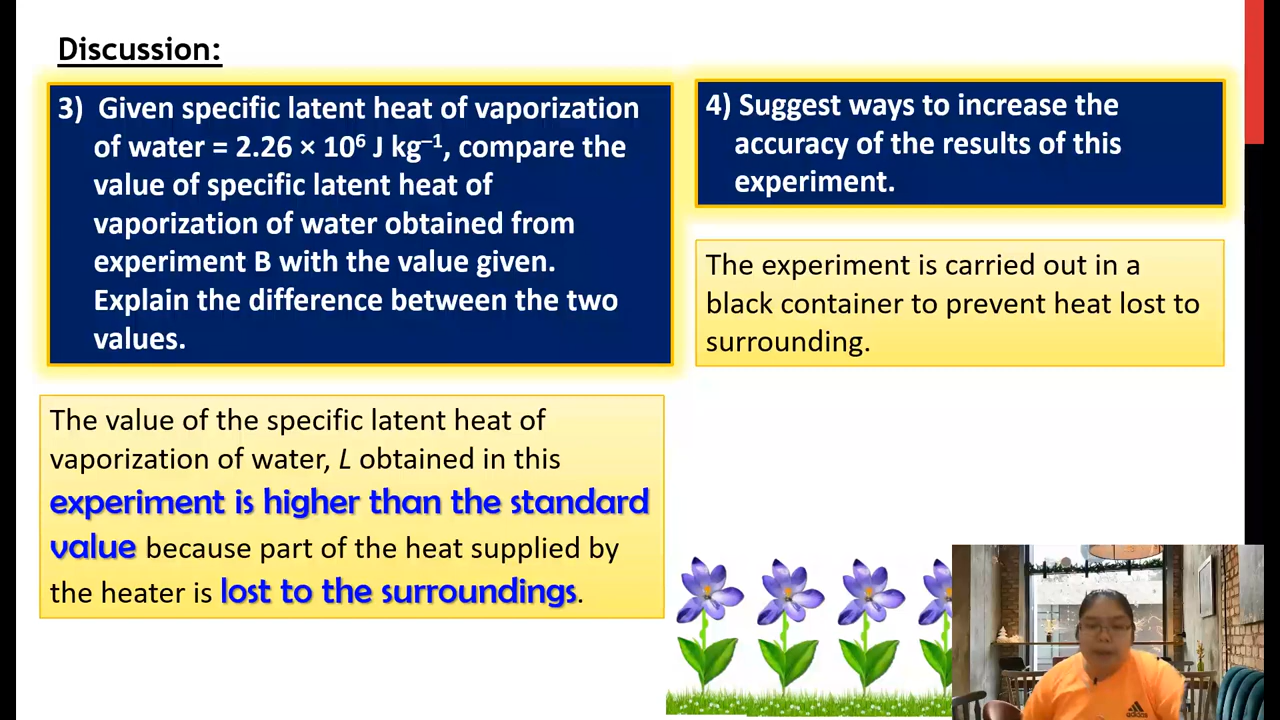 Discussion:
3) Given specific latent heat of vaporization
of water = 2.26 × 10⁶ J kg⁻¹, compare the
value of specific latent heat of
vaporization of water obtained from
experiment B with the value given.
Explain the difference between the two
values.
The value of the specific latent heat of
vaporization of water, L obtained in this
experiment is higher than the standard
value because part of the heat supplied by
the heater is lost to the surroundings.
4) Suggest ways to increase the
accuracy of the results of this
experiment.
The experiment is carried out in a
black container to prevent heat lost to
surrounding.
adidas